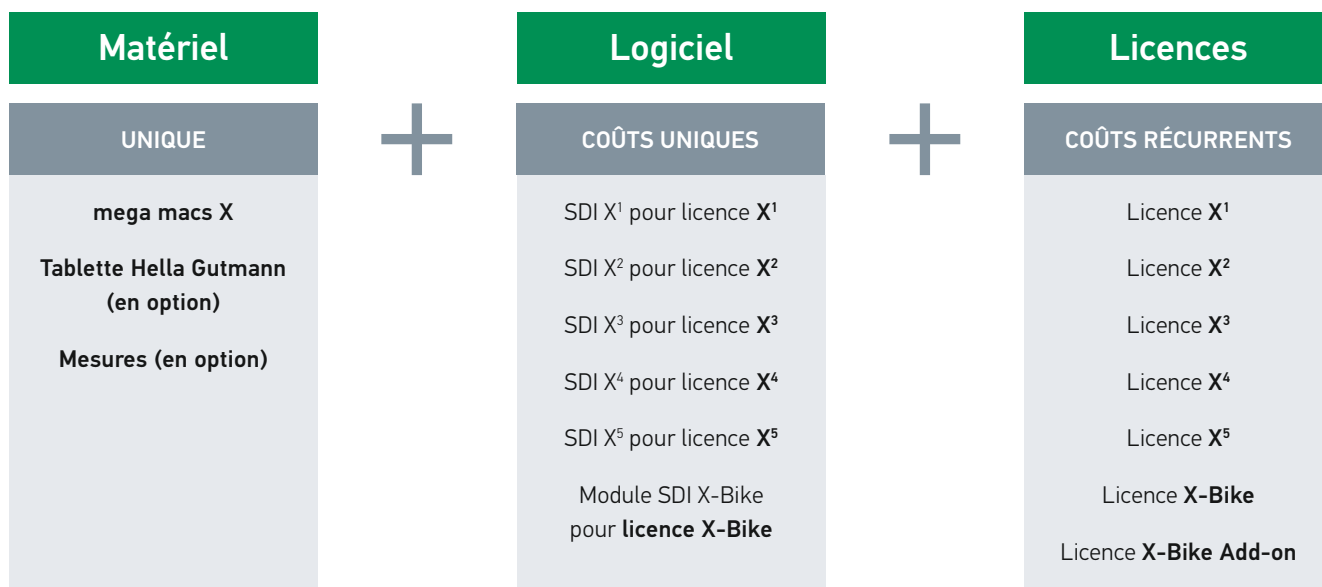 Matériel
UNIQUE
mega macs X
Tablette Hella Gutmann
(en option)
Mesures (en option)
+
Logiciel
COÛTS UNIQUES
SDI X¹ pour licence X¹
SDI X² pour licence X²
SDI X³ pour licence X³
SDI X⁴ pour licence X⁴
SDI X⁵ pour licence X⁵
Module SDI X-Bike
pour licence X-Bike
+
Licences
COÛTS RÉCURRENTS
Licence X¹
Licence X²
Licence X³
Licence X⁴
Licence X⁵
Licence X-Bike
Licence X-Bike Add-on